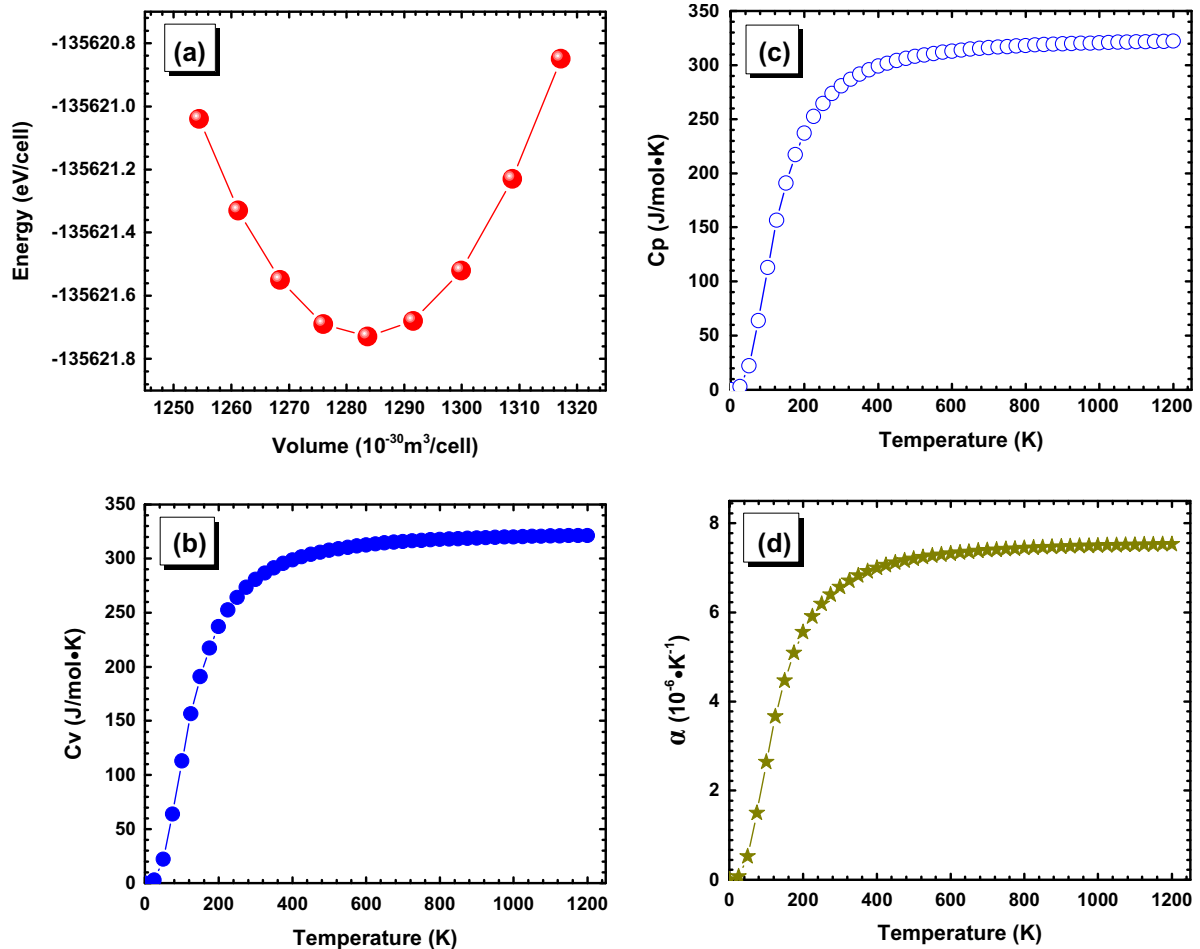 (a)
-135620.8
-135621.0
-135621.2
-135621.4
-135621.6
-135621.8
Energy (eV/cell)
1250 1260 1270 1280 1290 1300 1310 1320
Volume (10⁻³⁰m³/cell)
(c)
350
300
250
200
150
100
50
0
Cp (J/mol•K)
0 200 400 600 800 1000 1200
Temperature (K)
(b)
350
300
250
200
150
100
50
0
Cv (J/mol•K)
0 200 400 600 800 1000 1200
Temperature (K)
(d)
8
6
4
2
0
α (10⁻⁶•K⁻¹)
0 200 400 600 800 1000 1200
Temperature (K)